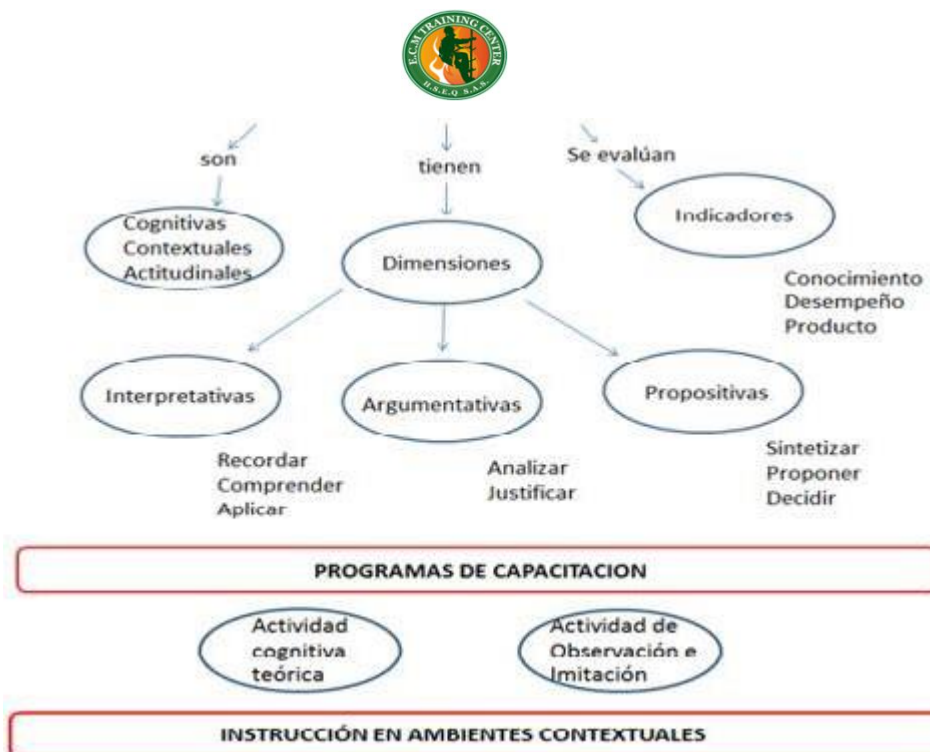 E.C.M TRAINING CENTER
H.S.E.Q S.A.S.
son
tienen
Se evalúan
Cognitivas
Contextuales
Actitudinales
Dimensiones
Indicadores
Conocimiento
Desempeño
Producto
Interpretativas
Argumentativas
Propositivas
Recordar
Comprender
Aplicar
Analizar
Justificar
Sintetizar
Proponer
Decidir
PROGRAMAS DE CAPACITACION
Actividad
cognitiva
teórica
Actividad de
Observación e
Imitación
INSTRUCCIÓN EN AMBIENTES CONTEXTUALES